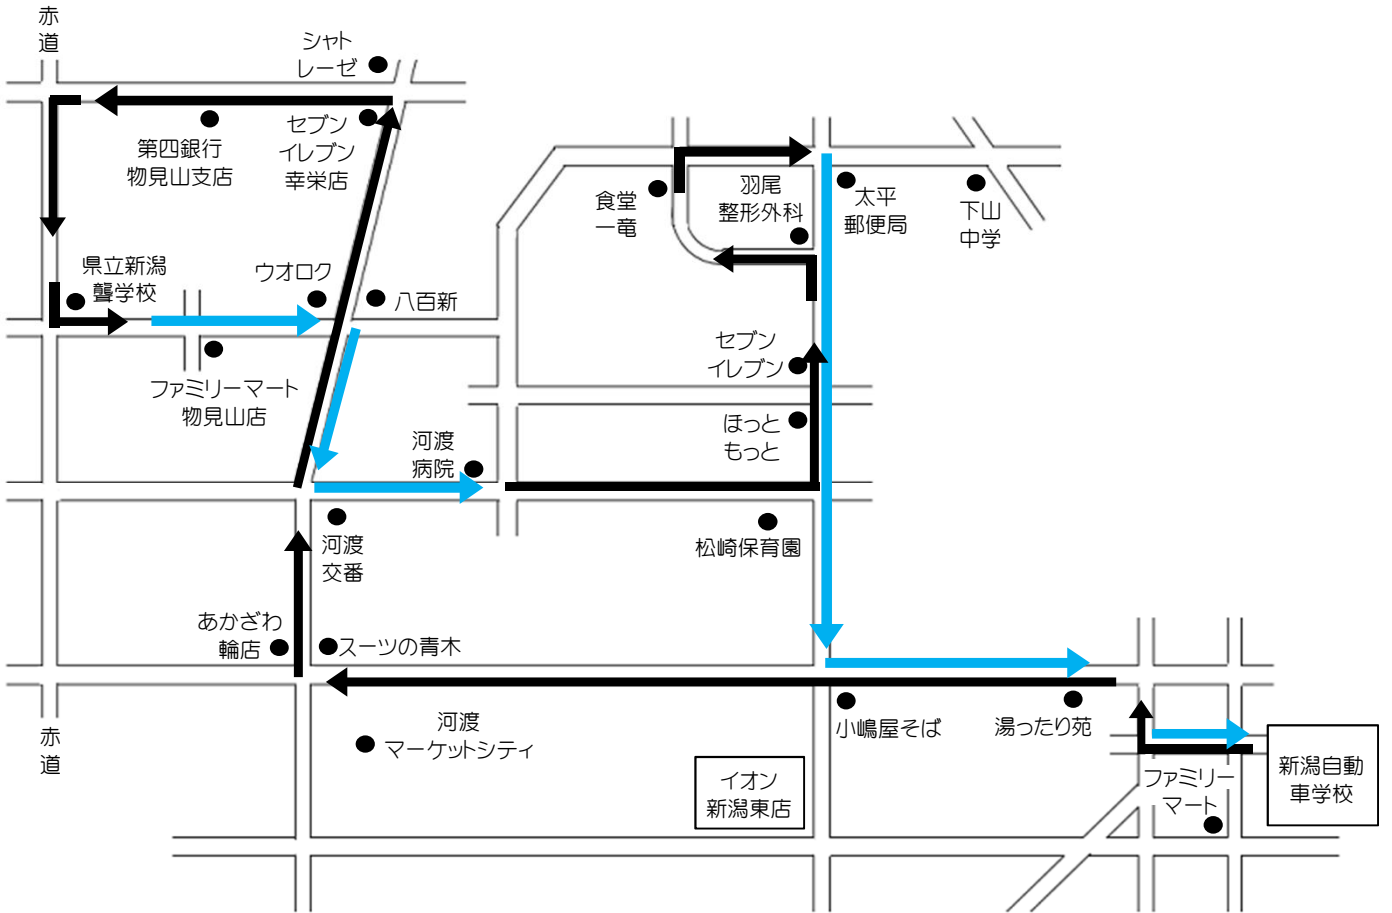 赤
道
シャト
レーゼ
第四銀行
物見山支店
セブン
イレブン
幸栄店
食堂
一竜
羽尾
整形外科
太平
郵便局
下山
中学
県立新潟
聾学校
ウオロク
八百新
ファミリーマート
物見山店
セブン
イレブン
ほっと
もっと
河渡
病院
河渡
交番
松崎保育園
あかざわ
輪店
スーツの青木
赤
道
河渡
マーケットシティ
小嶋屋そば
湯ったり苑
イオン
新潟東店
ファミリー
マート
新潟自動
車学校